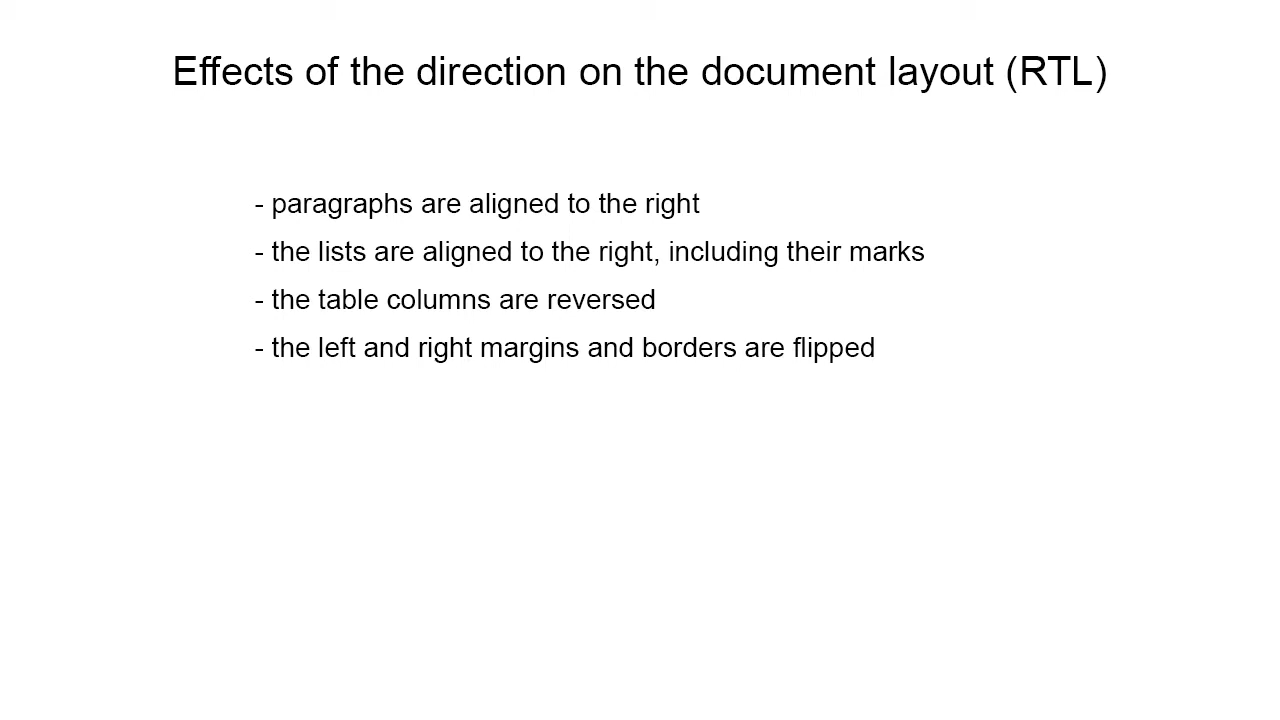 Effects of the direction on the document layout (RTL)
- paragraphs are aligned to the right
- the lists are aligned to the right, including their marks
- the table columns are reversed
- the left and right margins and borders are flipped